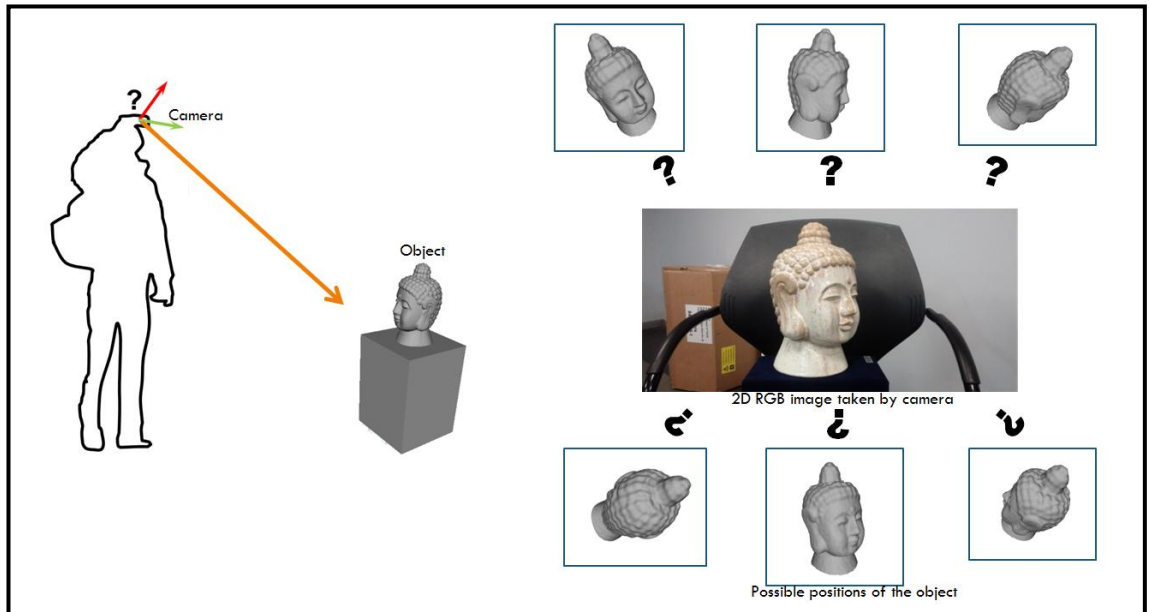 ?
Camera
Object
? ? ?
2D RGB image taken by camera
¿ ¿ ¿
Possible positions of the object